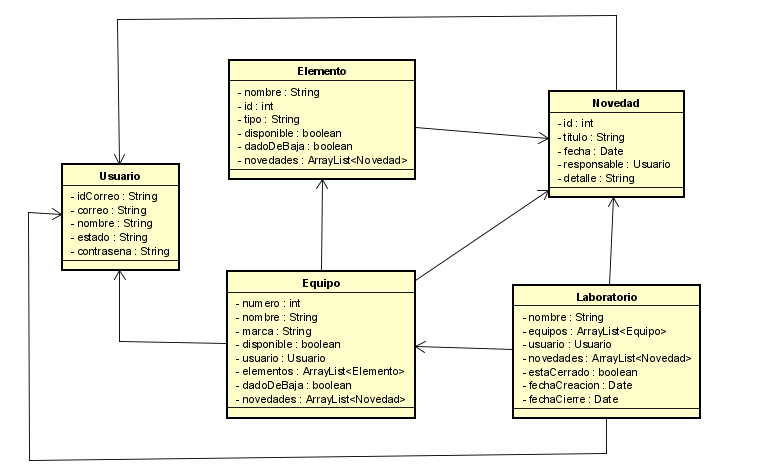 Elemento
- nombre : String
- id : int
- tipo : String
- disponible : boolean
- dadoDeBaja : boolean
- novedades : ArrayList<Novedad>
Novedad
- id : int
- titulo : String
- fecha : Date
- responsable : Usuario
- detalle : String
Usuario
- idCorreo : String
- correo : String
- nombre : String
- estado : String
- contrasena : String
Equipo
- numero : int
- nombre : String
- marca : String
- disponible : boolean
- usuario : Usuario
- elementos : ArrayList<Elemento>
- dadoDeBaja : boolean
- novedades : ArrayList<Novedad>
Laboratorio
- nombre : String
- equipos : ArrayList<Equipo>
- usuario : Usuario
- novedades : ArrayList<Novedad>
- estaCerrado : boolean
- fechaCreacion : Date
- fechaCierre : Date